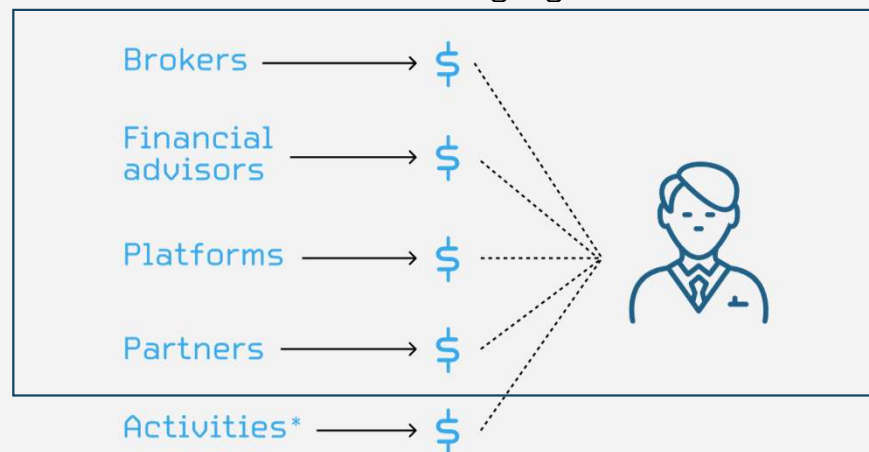 Brokers $
Financial
advisors $
Platforms $
Partners $
Activities* $